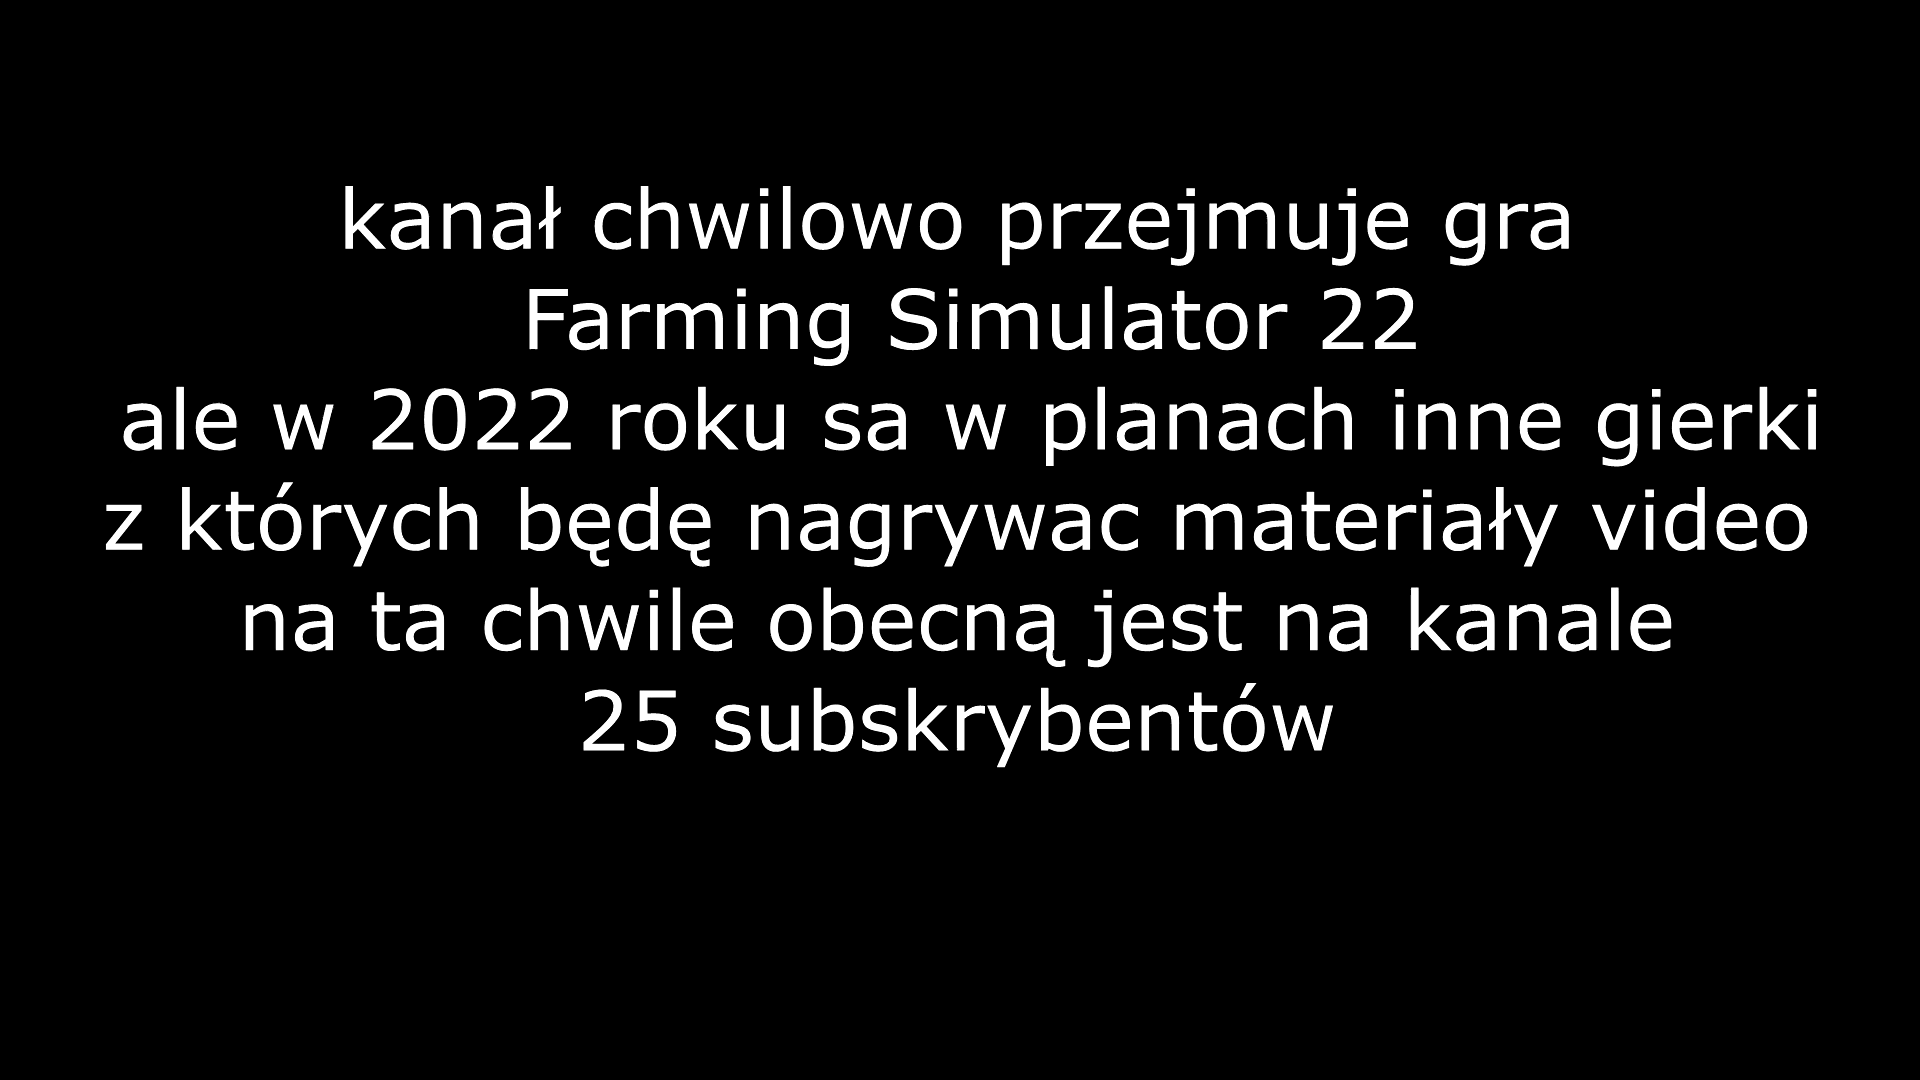 kanał chwilowo przejmuje gra
Farming Simulator 22
ale w 2022 roku sa w planach inne gierki
z których będę nagrywac materiały video
na ta chwile obecną jest na kanale
25 subskrybentów